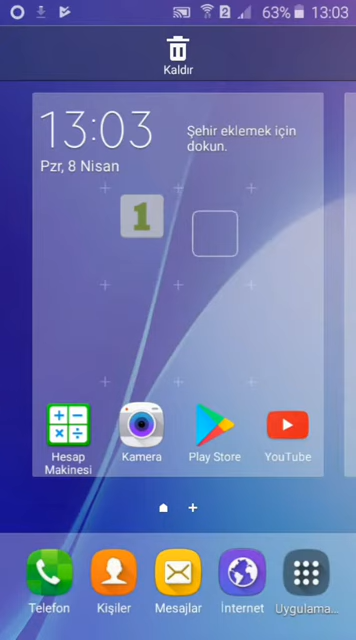 2 63% 13:03
Kaldır
13:03
Şehir eklemek için
dokun.
Pzr, 8 Nisan
1
Hesap
Makinesi
Kamera
Play Store
YouTube
Telefon
Kişiler
Mesajlar
İnternet
Uygulama...